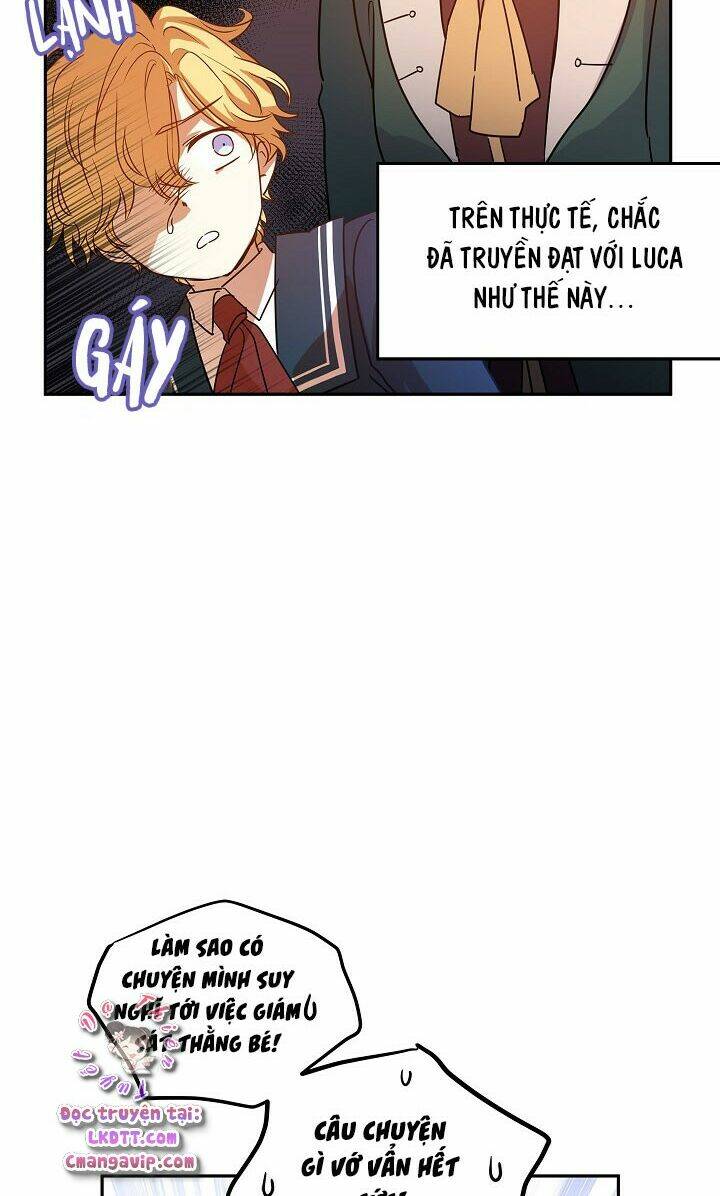 LẠNH
GÁY
TRÊN THỰC TẾ, CHẮC
ĐÃ TRUYỀN ĐẠT VỚI LUCA
NHƯ THẾ NÀY...
LÀM SAO CÓ
CHUYỆN MÌNH SUY
NGHĨ TỚI VIỆC GIÁM
SÁT THẰNG BÉ!
Đọc truyện tại:
LKDTT.com
Cmangavip.com
CÂU CHUYỆN
GÌ VỚ VẨN HẾT